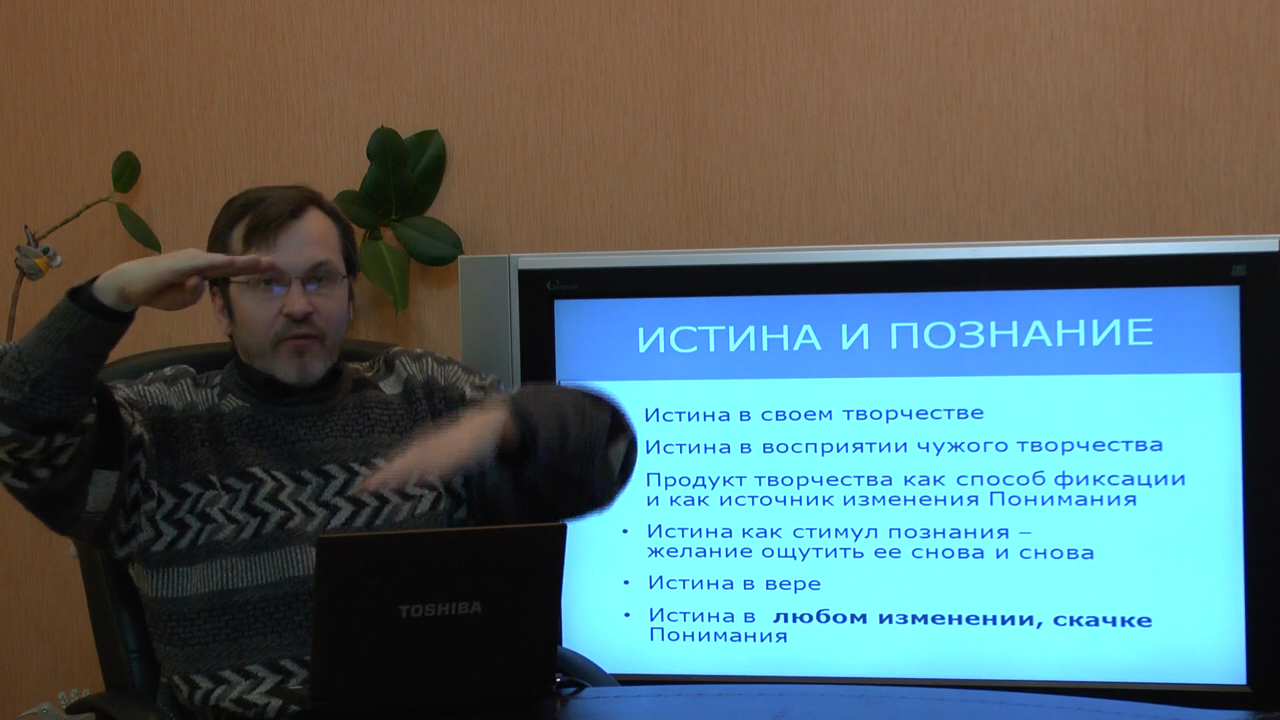 ИСТИНА И ПОЗНАНИЕ
Истина в своем творчестве
Истина в восприятии чужого творчества
Продукт творчества как способ фиксации
и как источник изменения Понимания
• Истина как стимул познания –
желание ощутить ее снова и снова
• Истина в вере
• Истина в любом изменении, скачке
Понимания
TOSHIBA